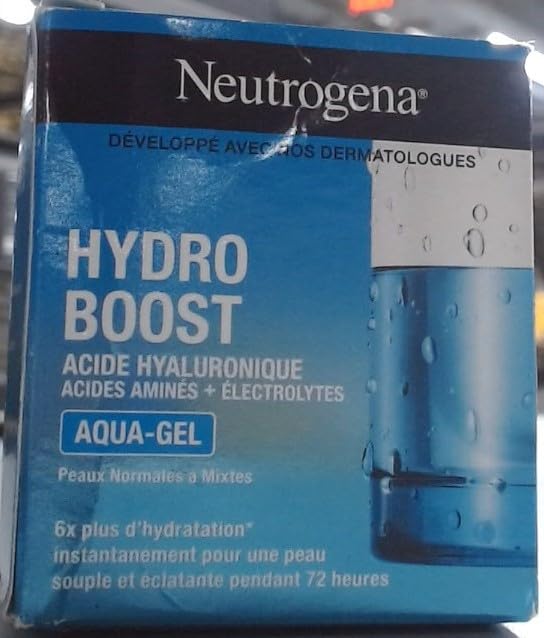 Neutrogena®
DÉVELOPPÉ AVEC NOS DERMATOLOGUES
HYDRO
BOOST
ACIDE HYALURONIQUE
ACIDES AMINÉS + ÉLECTROLYTES
AQUA-GEL
Peaux Normales à Mixtes
6x plus d'hydratation*
instantanement pour une peau
souple et éclatante pendant 72 heures